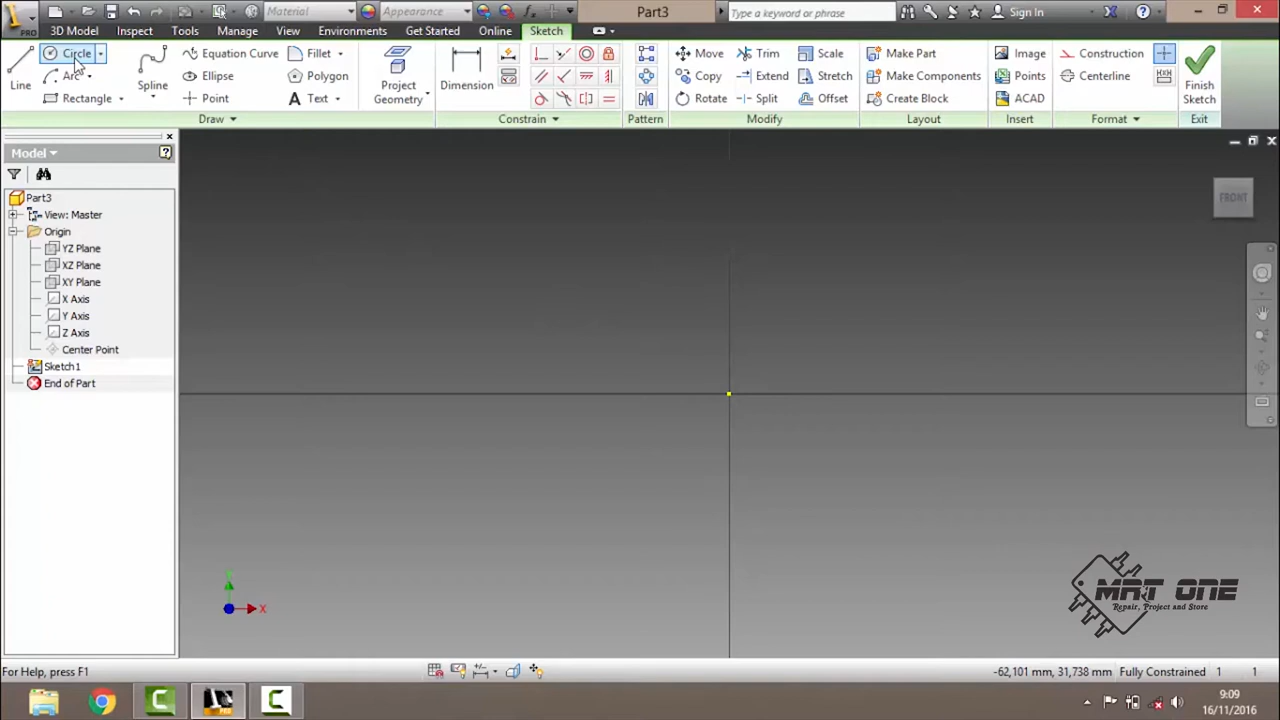 Material
Appearance
Part3
Type a keyword or phrase
Sign In
PRO
3D Model
Inspect
Tools
Manage
View
Environments
Get Started
Online
Sketch
Line
Circle
Arc
Rectangle
Spline
Equation Curve
Ellipse
Point
Fillet
Polygon
Text
Project
Geometry
Dimension
Move
Copy
Rotate
Trim
Extend
Split
Scale
Stretch
Offset
Make Part
Make Components
Create Block
Image
Points
ACAD
Construction
Centerline
Finish
Sketch
Draw
Constrain
Pattern
Modify
Layout
Insert
Format
Exit
Model
Part3
View: Master
Origin
YZ Plane
XZ Plane
XY Plane
X Axis
Y Axis
Z Axis
Center Point
Sketch1
End of Part
FRONT
X
MRT ONE
Repair, Project and Store
For Help, press F1
-62,101 mm, 31,738 mm
Fully Constrained
1
1
9:09
16/11/2016